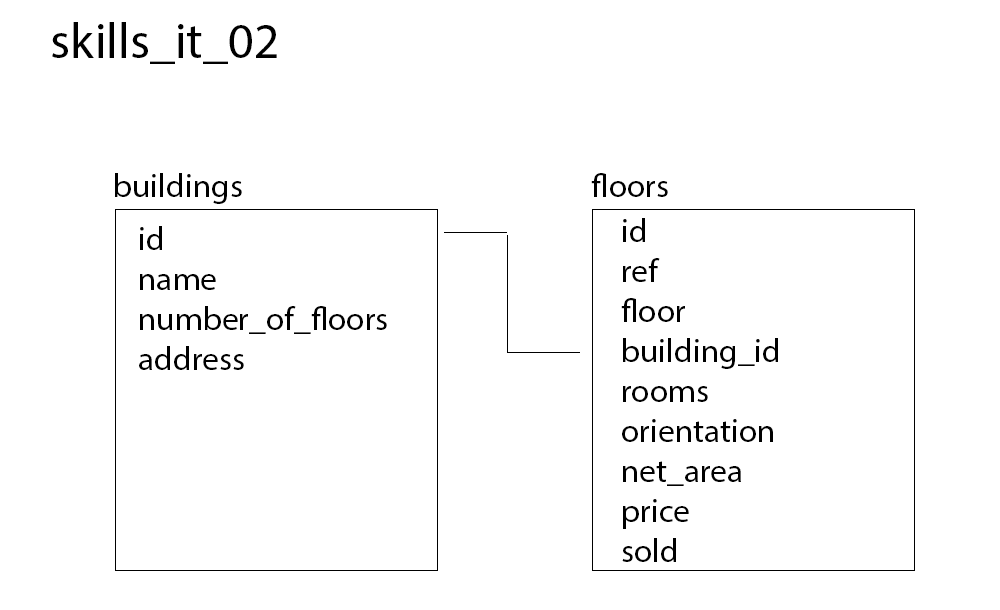 skills_it_02
buildings
id
name
number_of_floors
address
floors
id
ref
floor
building_id
rooms
orientation
net_area
price
sold